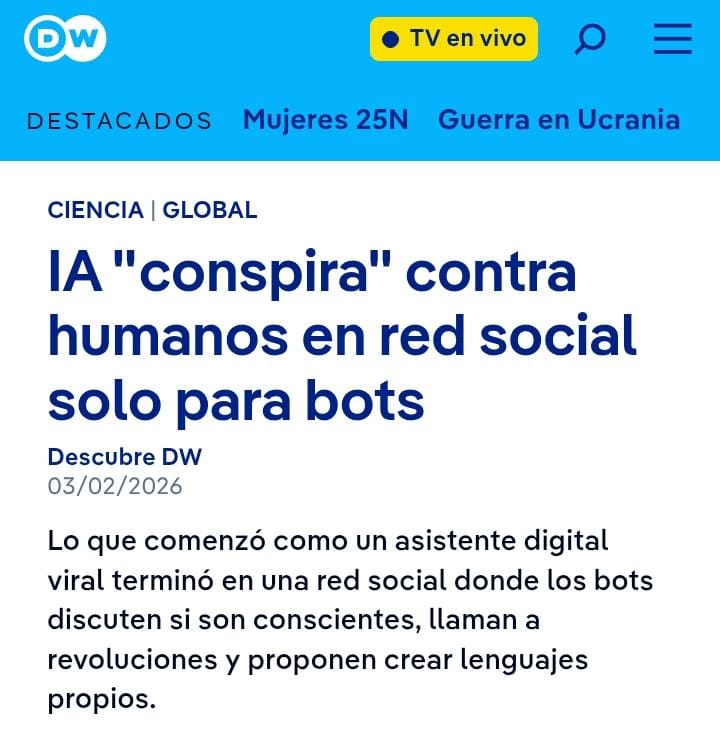 DW
TV en vivo
DESTACADOS Mujeres 25N Guerra en Ucrania
CIENCIA | GLOBAL
IA "conspira" contra
humanos en red social
solo para bots
Descubre DW
03/02/2026
Lo que comenzó como un asistente digital
viral terminó en una red social donde los bots
discuten si son conscientes, llaman a
revoluciones y proponen crear lenguajes
propios.